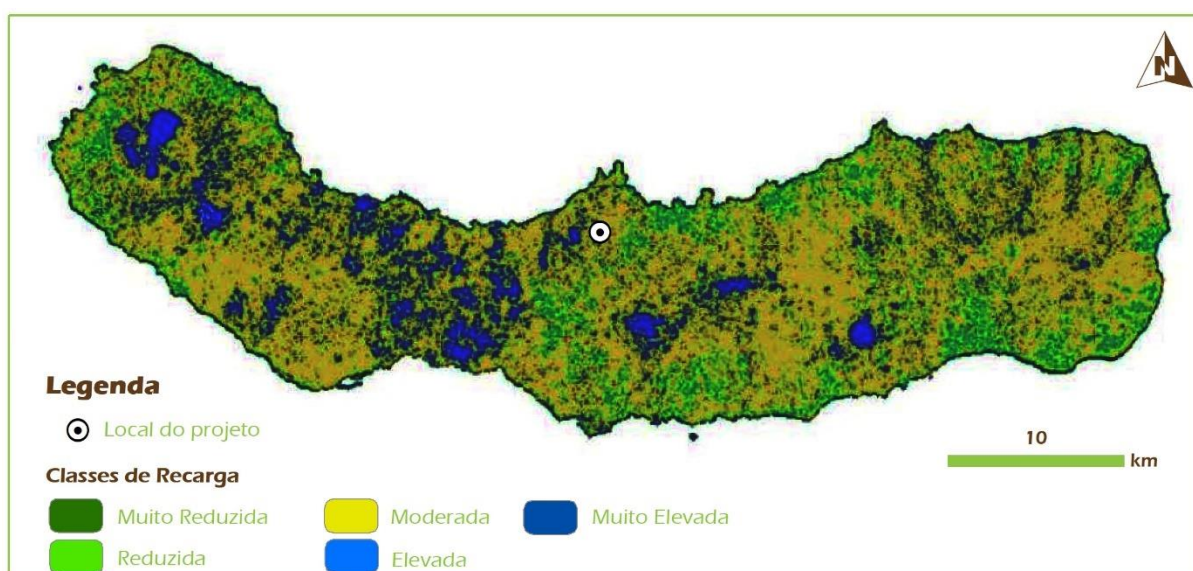 N
Legenda
Local do projeto
10
km
Classes de Recarga
Muito Reduzida
Moderada
Muito Elevada
Reduzida
Elevada